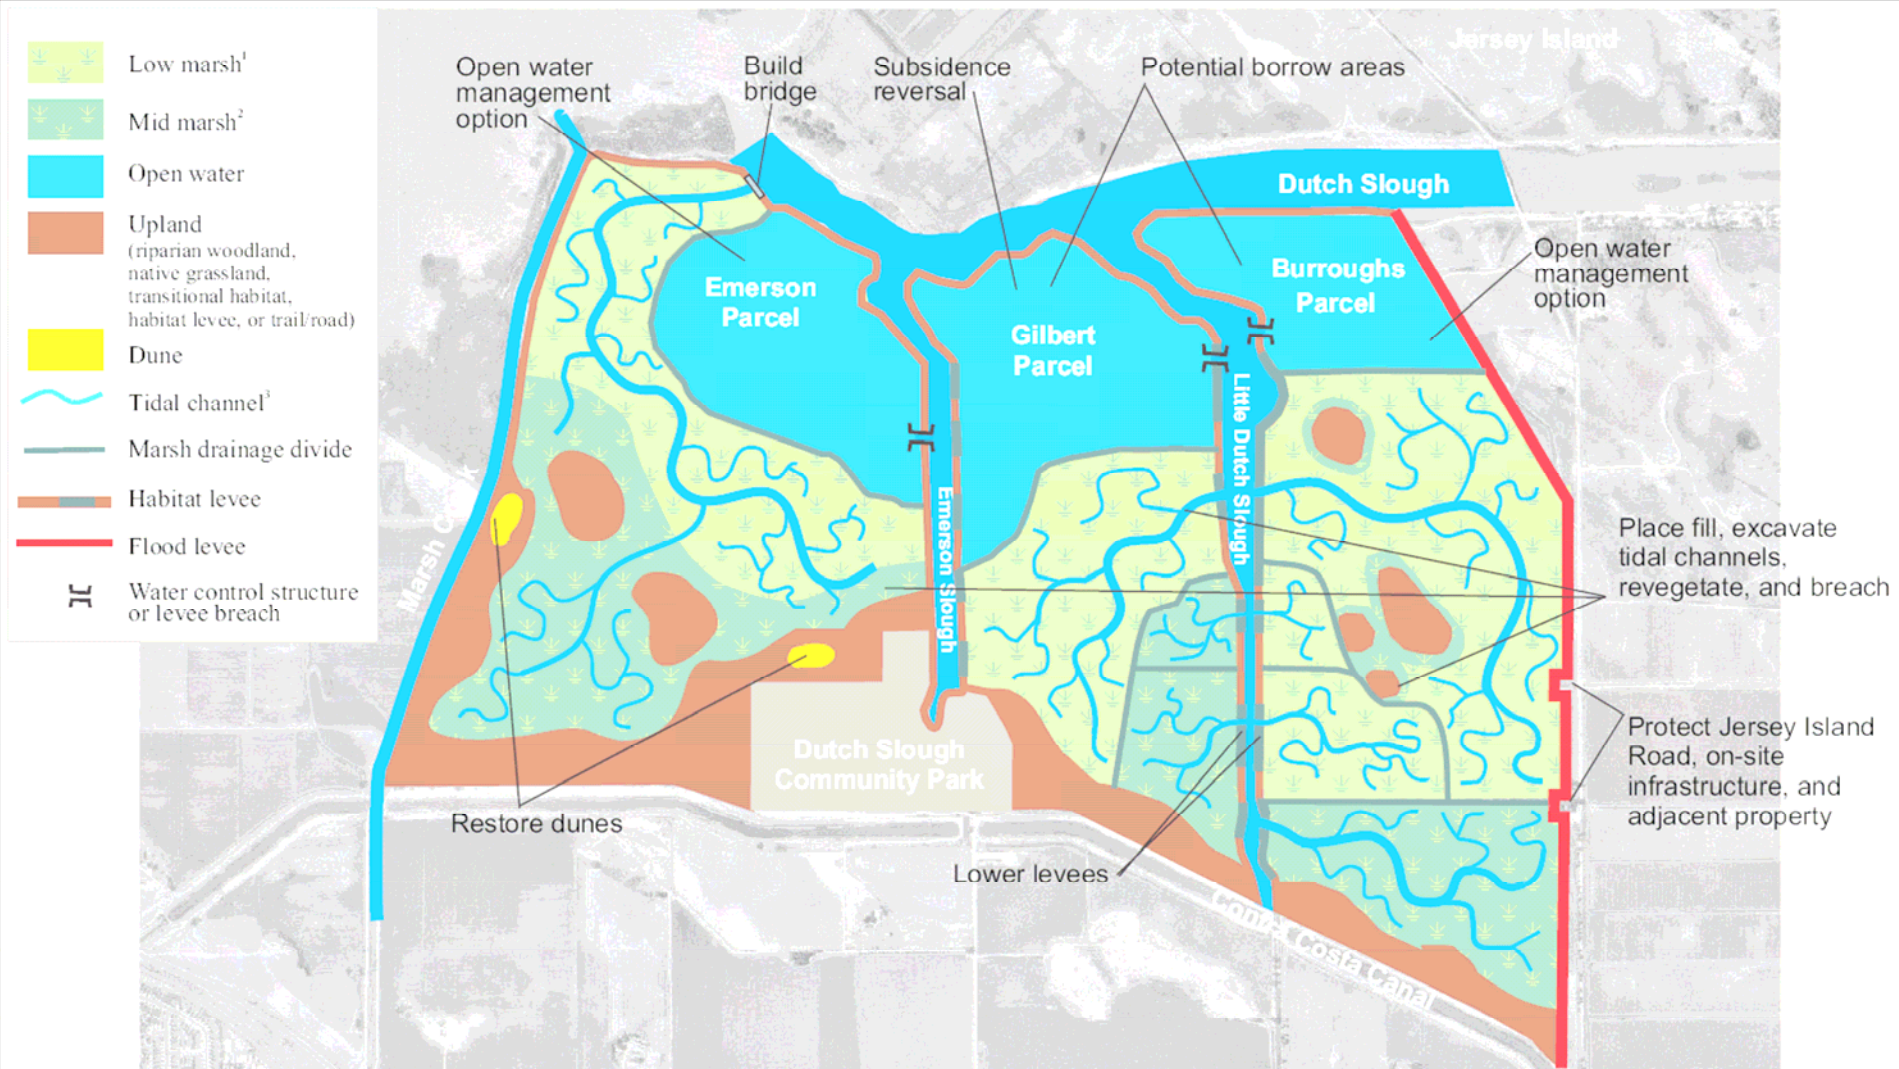 Low marsh¹
Mid marsh²
Open water
Upland
(riparian woodland,
native grassland,
transitional habitat,
habitat levee, or trail/road)
Dune
Tidal channel³
Marsh drainage divide
Habitat levee
Flood levee
Water control structure
or levee breach
Open water
management
option
Build
bridge
Subsidence
reversal
Potential borrow areas
Jersey Island
Dutch Slough
Open water
management
option
Emerson
Parcel
Gilbert
Parcel
Burroughs
Parcel
Little Dutch Slough
Emerson Slough
Marsh
Place fill, excavate
tidal channels,
revegetate, and breach
Protect Jersey Island
Road, on-site
infrastructure, and
adjacent property
Dutch Slough
Community Park
Restore dunes
Lower levees
Contra Costa Canal